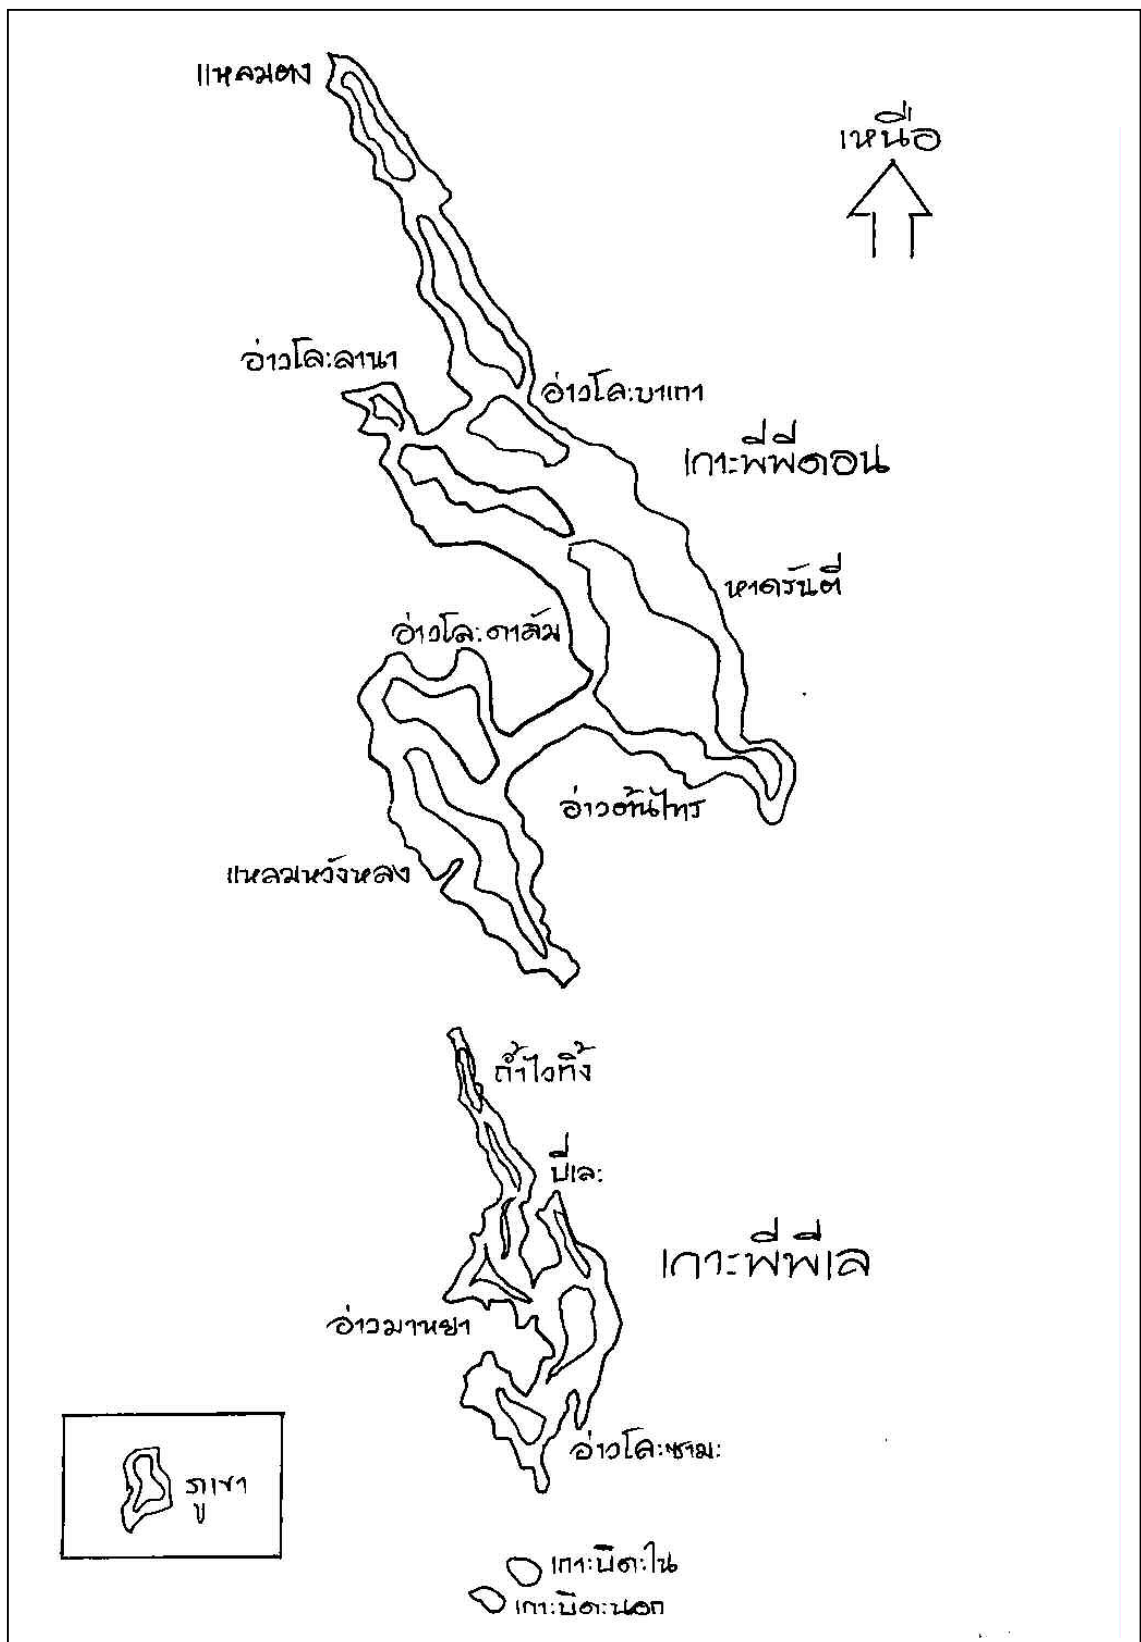 แหลมตง
เหนือ
อ่าวโละลานา
อ่าวโละบาเกา
เกาะพีพีดอน
หาดรันตี
อ่าวโละดาลัม
อ่าวต้นไทร
แหลมหวังหลง
ถ้ำไวกิ้ง
ปีเละ
เกาะพีพีเล
อ่าวมาหยา
อ่าวโละซามะ
ภูเขา
เกาะบิดะใน
เกาะบิดะนอก